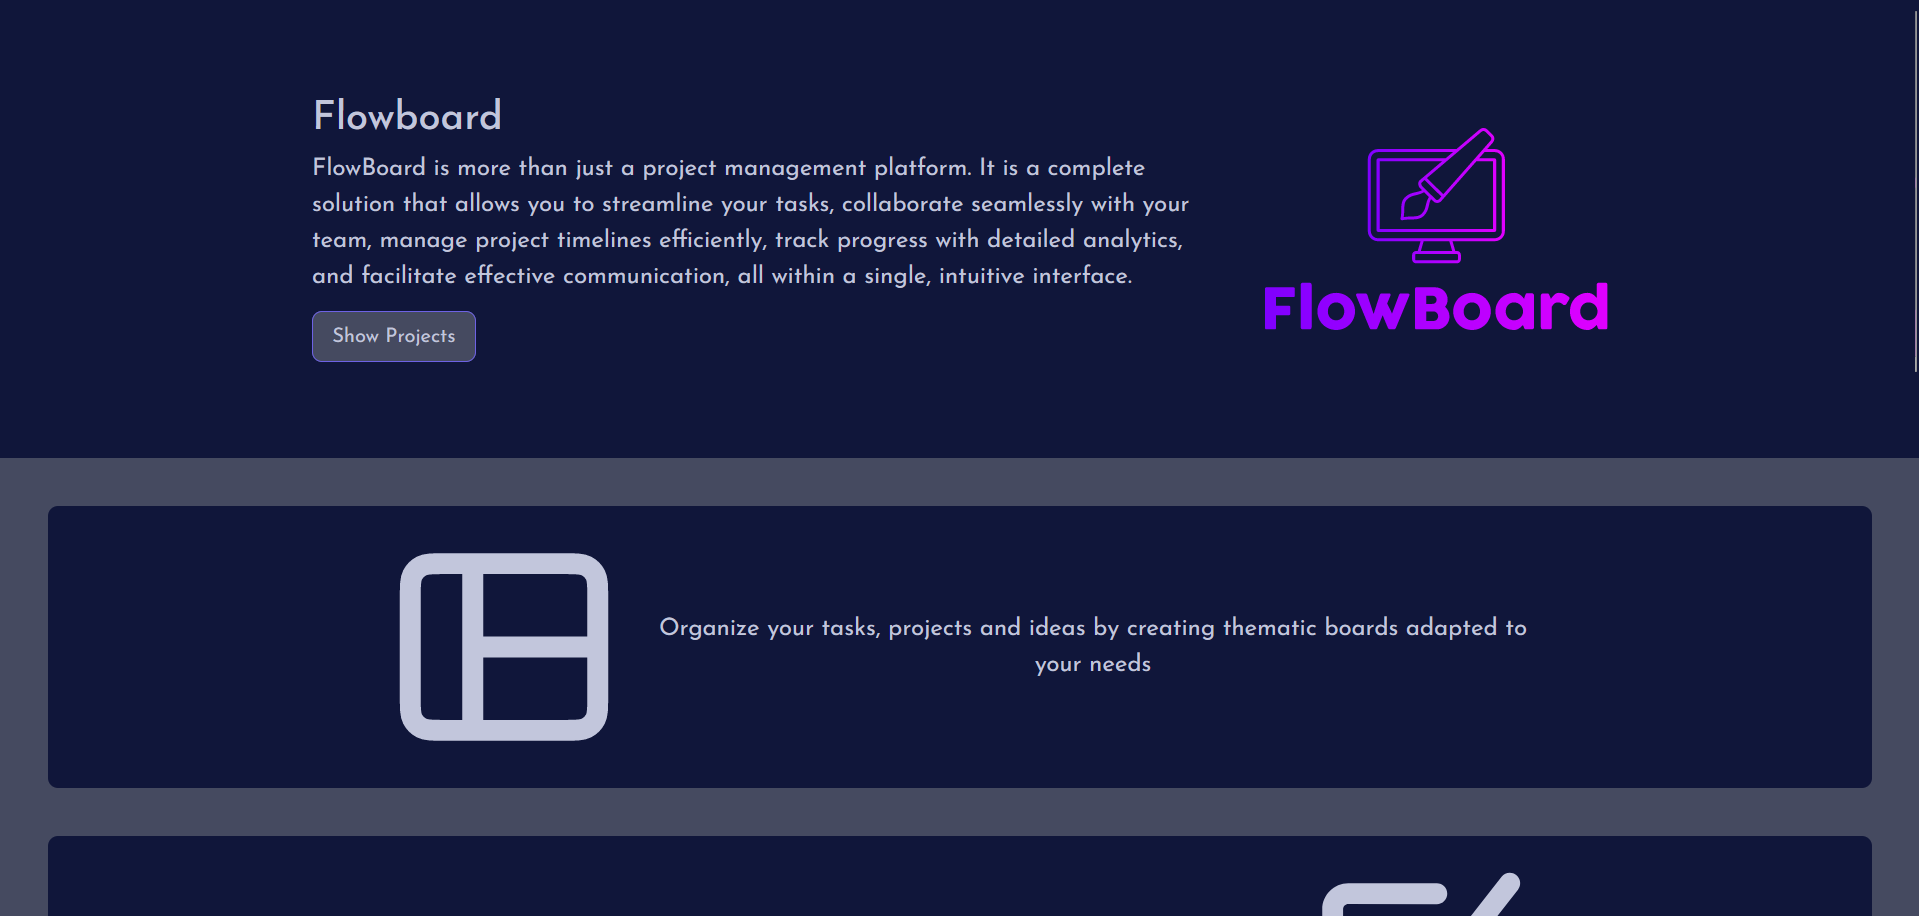 Flowboard
FlowBoard is more than just a project management platform. It is a complete
solution that allows you to streamline your tasks, collaborate seamlessly with your
team, manage project timelines efficiently, track progress with detailed analytics,
and facilitate effective communication, all within a single, intuitive interface.
Show Projects
FlowBoard
Organize your tasks, projects and ideas by creating thematic boards adapted to
your needs